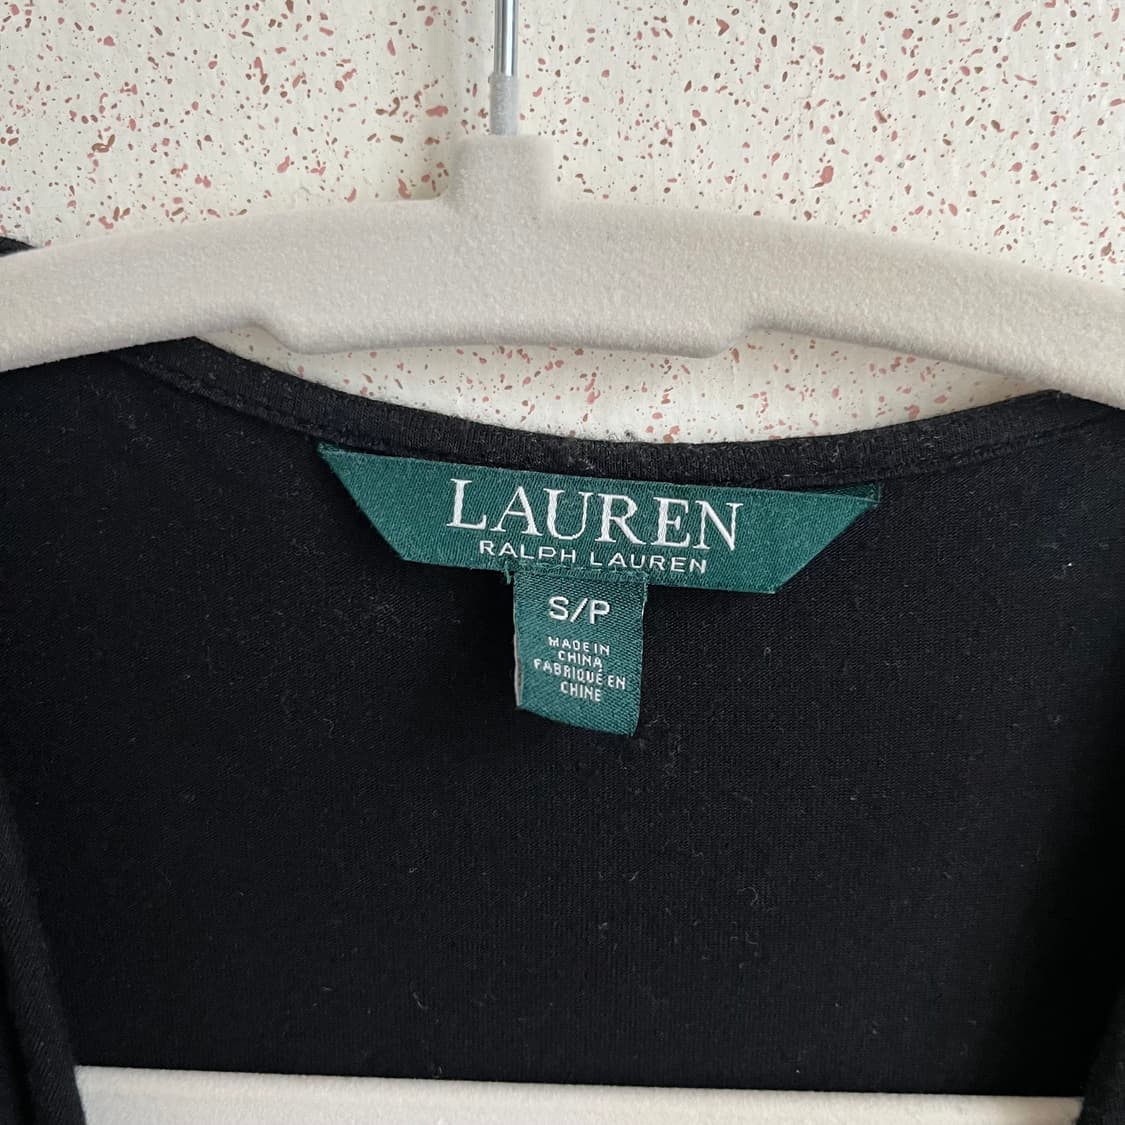 LAUREN
RALPH LAUREN
S/P
MADE IN
CHINA
FABRIQUÉ EN
CHINE